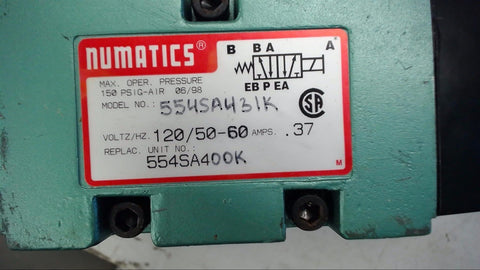 NUMATICS®
B B A A
EB P EA
MAX. OPER. PRESSURE
150 PSIG-AIR 06/98
MODEL NO.: 554SA431K
VOLTZ/HZ. 120/50-60 AMPS. .37
REPLAC. UNIT NO.:
554SA400K
M